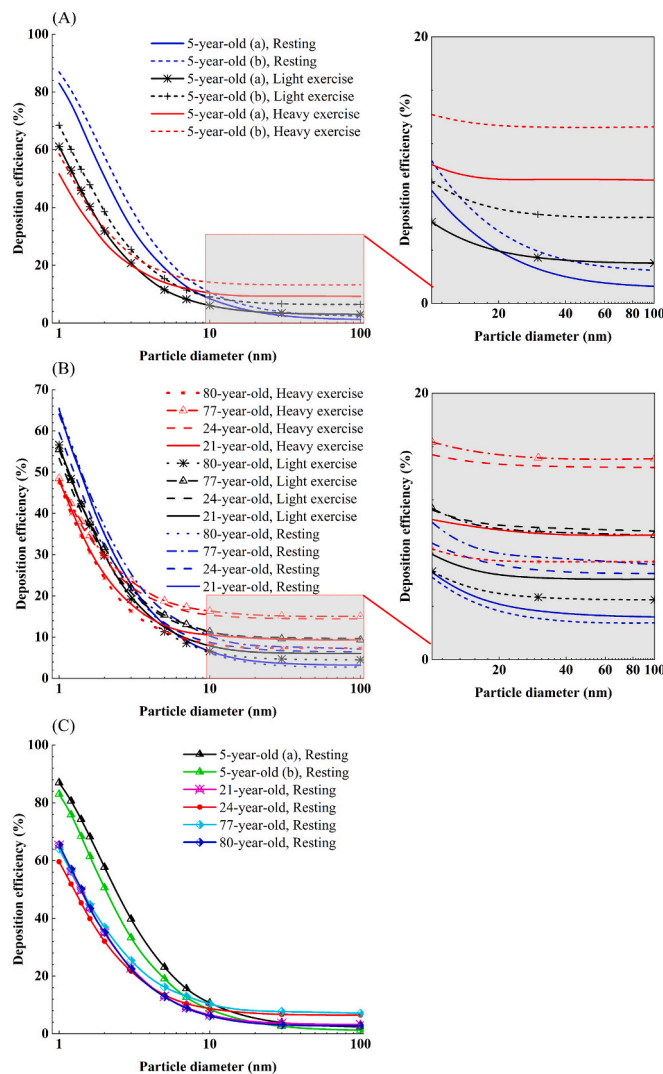 (A)
100
80
60
40
20
0
Deposition efficiency (%)
5-year-old (a), Resting
5-year-old (b), Resting
5-year-old (a), Light exercise
5-year-old (b), Light exercise
5-year-old (a), Heavy exercise
5-year-old (b), Heavy exercise
1
10
100
Particle diameter (nm)
20
0
Deposition efficiency (%)
20
40
60
80 100
Particle diameter (nm)
(B)
70
60
50
40
30
20
10
0
Deposition efficiency (%)
80-year-old, Heavy exercise
77-year-old, Heavy exercise
24-year-old, Heavy exercise
21-year-old, Heavy exercise
80-year-old, Light exercise
77-year-old, Light exercise
24-year-old, Light exercise
21-year-old, Light exercise
80-year-old, Resting
77-year-old, Resting
24-year-old, Resting
21-year-old, Resting
1
10
100
Particle diameter (nm)
20
0
Deposition efficiency (%)
20
40
60
80 100
Particle diameter (nm)
(C)
100
80
60
40
20
0
Deposition efficiency (%)
5-year-old (a), Resting
5-year-old (b), Resting
21-year-old, Resting
24-year-old, Resting
77-year-old, Resting
80-year-old, Resting
1
10
100
Particle diameter (nm)